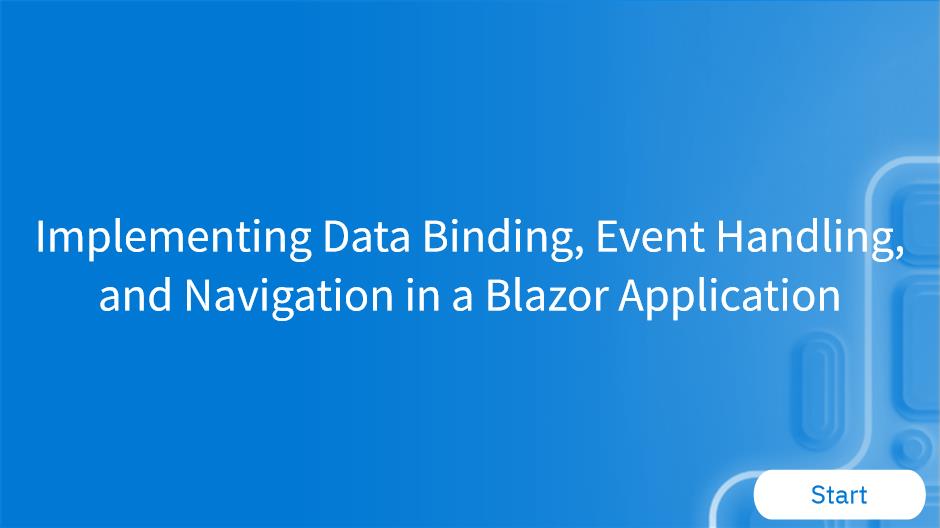 Implementing Data Binding, Event Handling,
and Navigation in a Blazor Application
Start